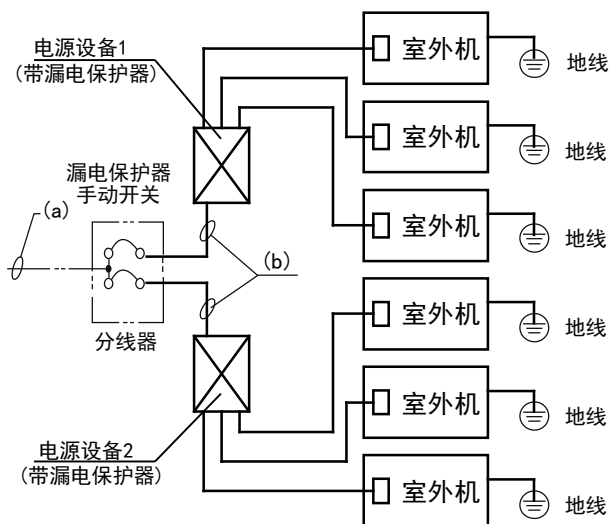 电源设备1
(带漏电保护器)
室外机
地线
室外机
地线
漏电保护器
手动开关
室外机
地线
(a)
(b)
分线器
室外机
地线
室外机
地线
电源设备2
(带漏电保护器)
室外机
地线